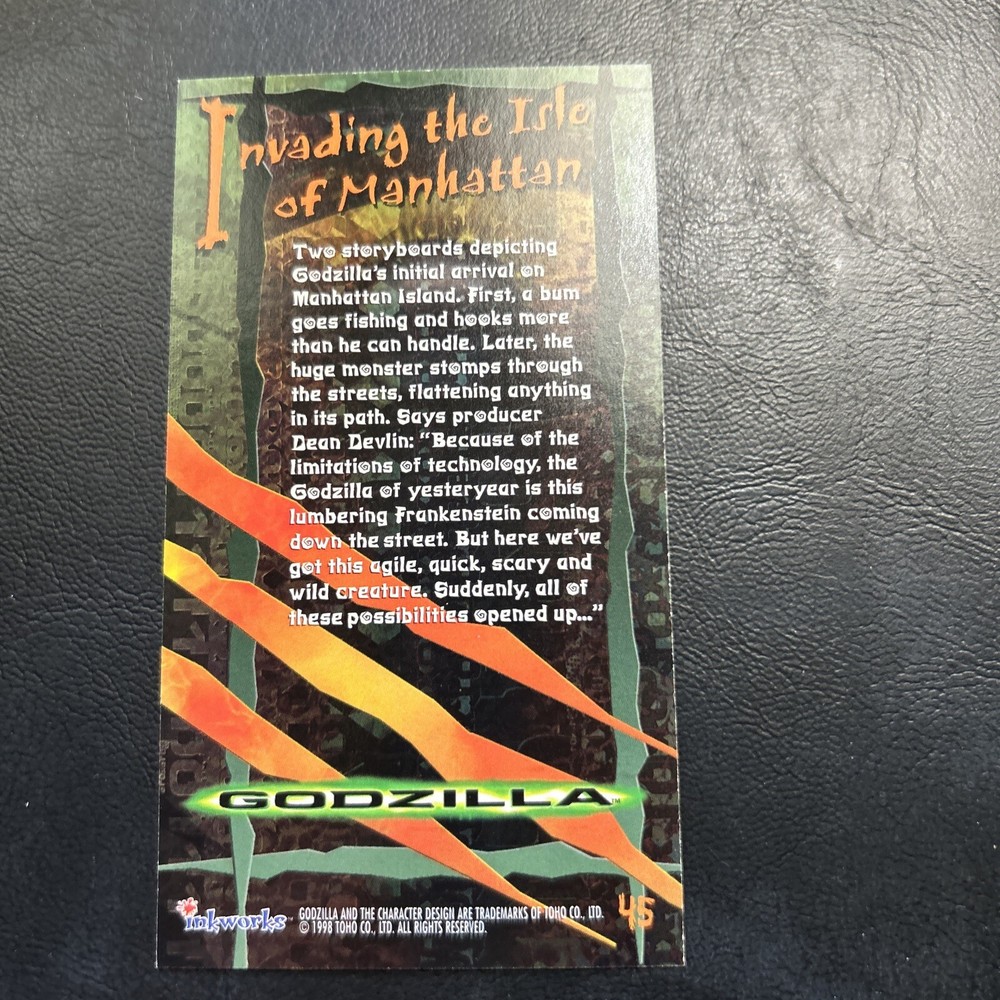 Invading the Isle
of Manhattan
Two storyboards depicting
Godzilla's initial arrival on
Manhattan Island. First, a bum
goes fishing and hooks more
than he can handle. Later, the
huge monster stomps through
the streets, flattening anything
in its path. Says producer
Dean Devlin: “Because of the
limitations of technology, the
Godzilla of yesteryear is this
lumbering Frankenstein coming
down the street. But here we've
got this agile, quick, scary and
wild creature. Suddenly, all of
these possibilities opened up...”
GODZILLA™
inkworks™
GODZILLA AND THE CHARACTER DESIGN ARE TRADEMARKS OF TOHO CO., LTD.
© 1998 TOHO CO., LTD. ALL RIGHTS RESERVED.
45